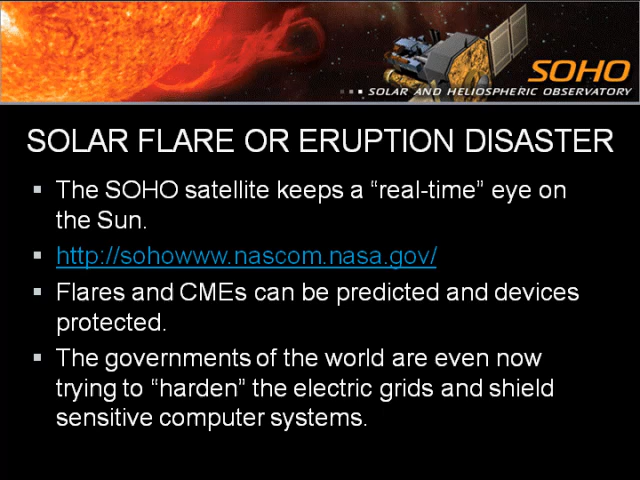 SOHO
SOLAR AND HELIOSPHERIC OBSERVATORY
SOLAR FLARE OR ERUPTION DISASTER
▪ The SOHO satellite keeps a “real-time” eye on
the Sun.
▪ http://sohowww.nascom.nasa.gov/
▪ Flares and CMEs can be predicted and devices
protected.
▪ The governments of the world are even now
trying to “harden” the electric grids and shield
sensitive computer systems.